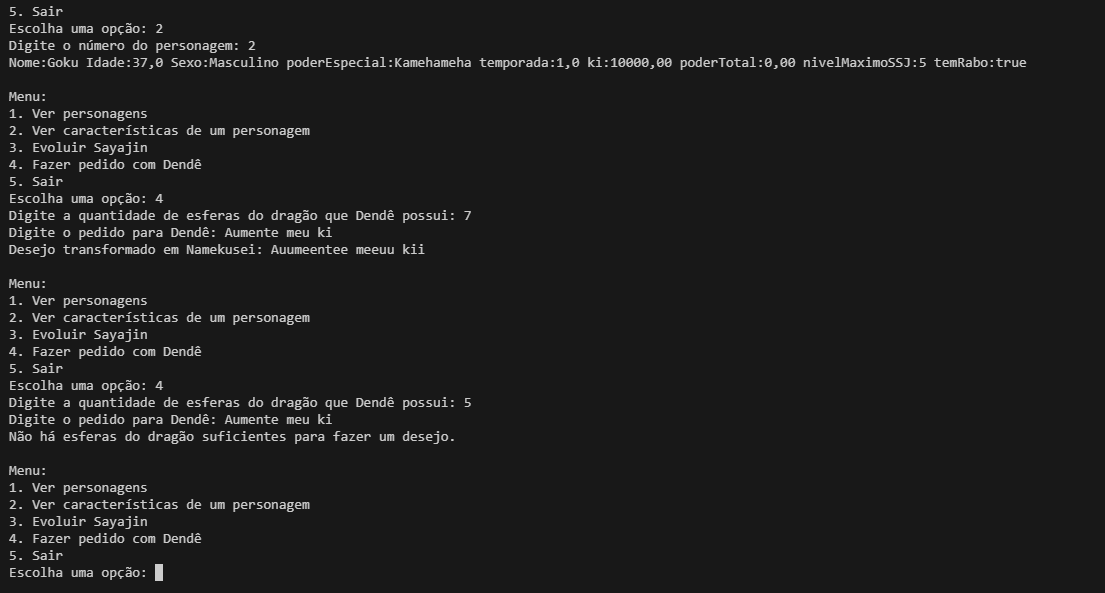 5. Sair
Escolha uma opção: 2
Digite o número do personagem: 2
Nome:Goku Idade:37,0 Sexo:Masculino poderEspecial:Kamehameha temporada:1,0 ki:10000,00 poderTotal:0,00 nivelMaximoSSJ:5 temRabo:true

Menu:
1. Ver personagens
2. Ver características de um personagem
3. Evoluir Sayajin
4. Fazer pedido com Dendê
5. Sair
Escolha uma opção: 4
Digite a quantidade de esferas do dragão que Dendê possui: 7
Digite o pedido para Dendê: Aumente meu ki
Desejo transformado em Namekusei: Auumeentee meeuu kii

Menu:
1. Ver personagens
2. Ver características de um personagem
3. Evoluir Sayajin
4. Fazer pedido com Dendê
5. Sair
Escolha uma opção: 4
Digite a quantidade de esferas do dragão que Dendê possui: 5
Digite o pedido para Dendê: Aumente meu ki
Não há esferas do dragão suficientes para fazer um desejo.

Menu:
1. Ver personagens
2. Ver características de um personagem
3. Evoluir Sayajin
4. Fazer pedido com Dendê
5. Sair
Escolha uma opção: